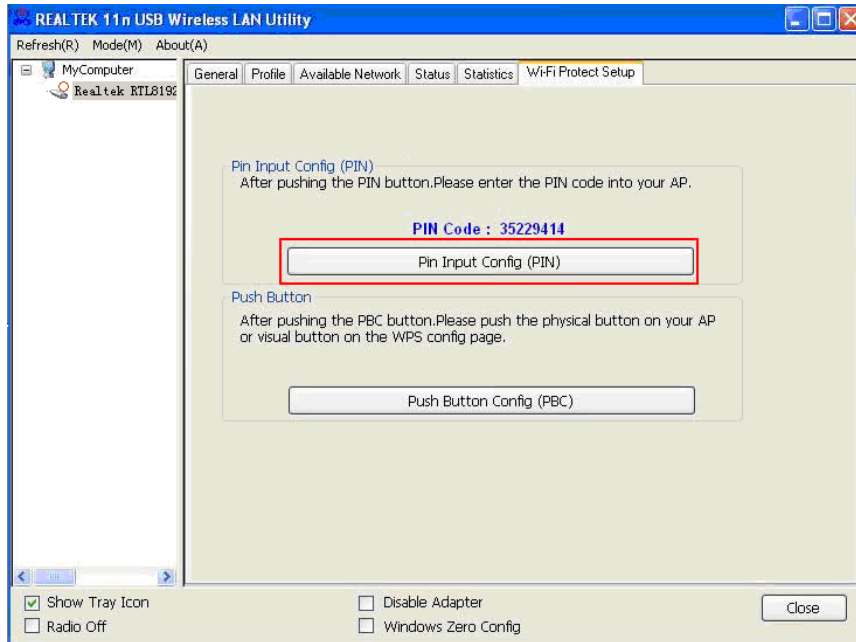 REALTEK 11n USB Wireless LAN Utility
Refresh(R) Mode(M) About(A)
MyComputer
Realtek RTL8192
General Profile Available Network Status Statistics Wi-Fi Protect Setup
Pin Input Config (PIN)
After pushing the PIN button.Please enter the PIN code into your AP.
PIN Code : 35229414
Pin Input Config (PIN)
Push Button
After pushing the PBC button.Please push the physical button on your AP
or visual button on the WPS config page.
Push Button Config (PBC)
Show Tray Icon
Radio Off
Disable Adapter
Windows Zero Config
Close